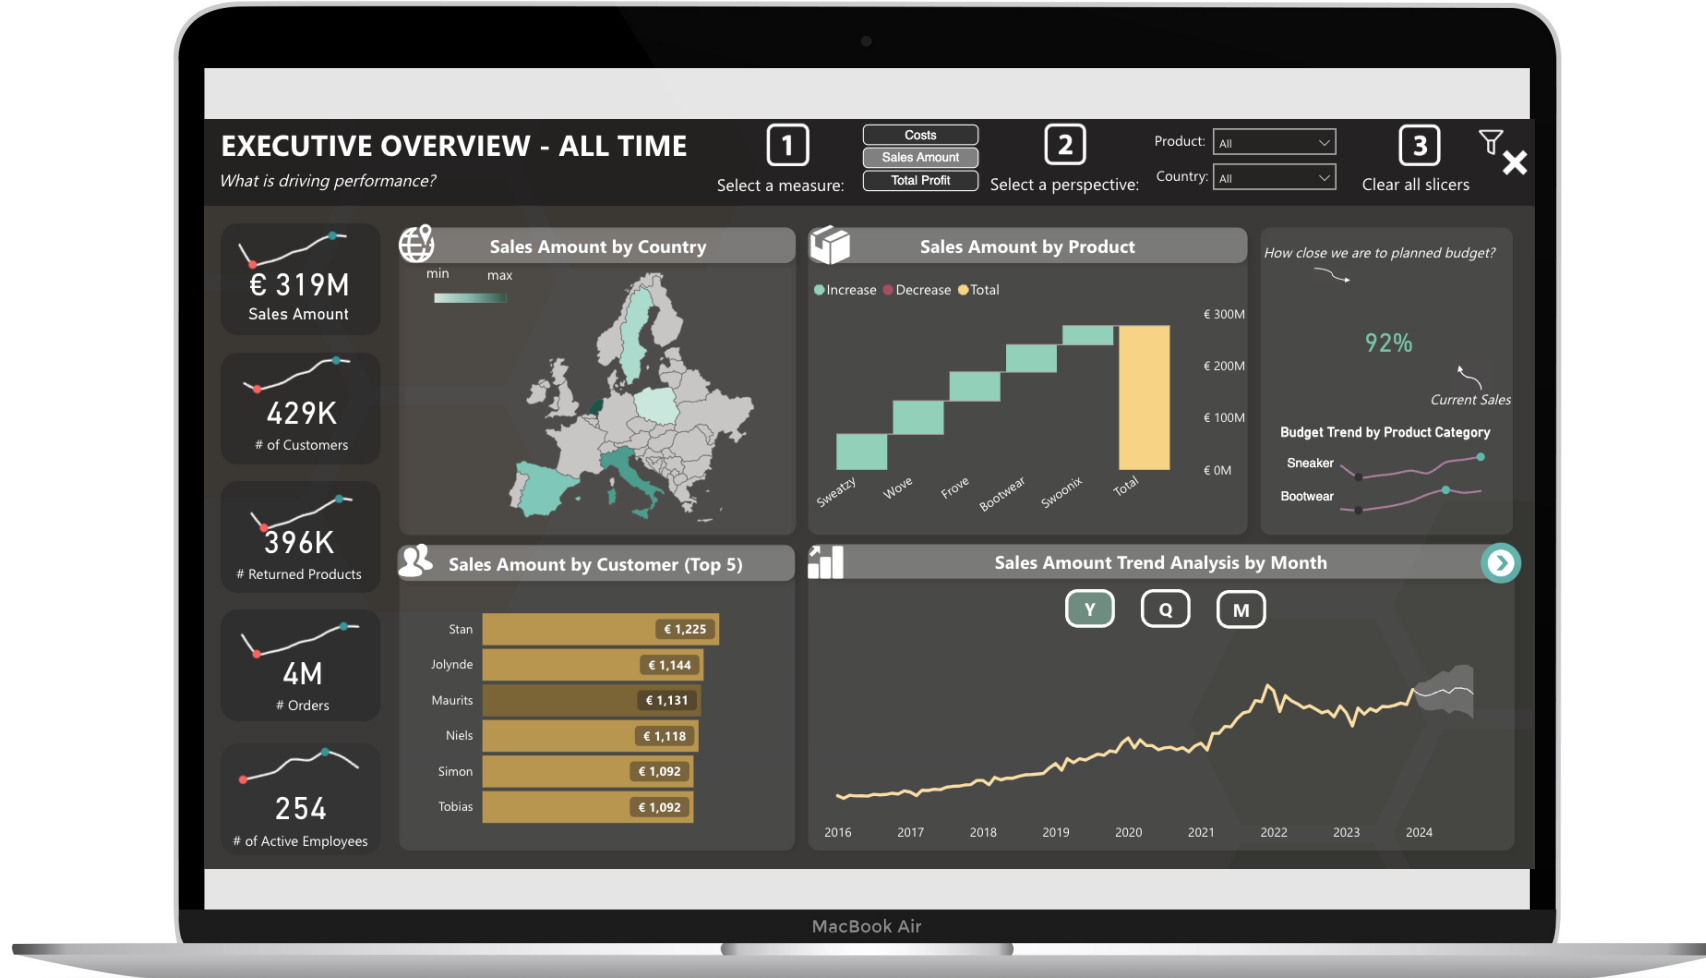 EXECUTIVE OVERVIEW - ALL TIME
What is driving performance?
1
Select a measure:
Costs
Sales Amount
Total Profit
2
Select a perspective:
Product:
All
Country:
All
3
Clear all slicers
€ 319M
Sales Amount
429K
# of Customers
396K
# Returned Products
4M
# Orders
254
# of Active Employees
Sales Amount by Country
min
max
Sales Amount by Product
Increase
Decrease
Total
€ 300M
€ 200M
€ 100M
€ 0M
Sweatzy
Wove
Frove
Bootwear
Swoonix
Total
How close we are to planned budget?
92%
Current Sales
Budget Trend by Product Category
Sneaker
Bootwear
Sales Amount by Customer (Top 5)
Stan
€ 1,225
Jolynde
€ 1,144
Maurits
€ 1,131
Niels
€ 1,118
Simon
€ 1,092
Tobias
€ 1,092
Sales Amount Trend Analysis by Month
Y
Q
M
2016
2017
2018
2019
2020
2021
2022
2023
2024
MacBook Air